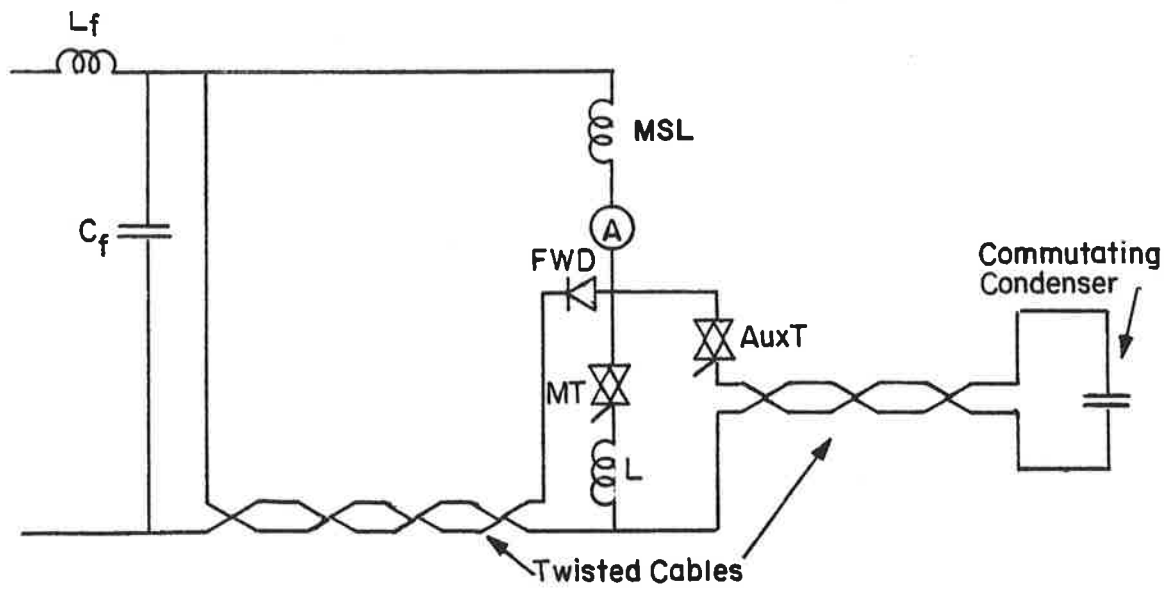 Lf
MSL
Cf
A
FWD
Commutating
Condenser
AuxT
MT
L
Twisted Cables